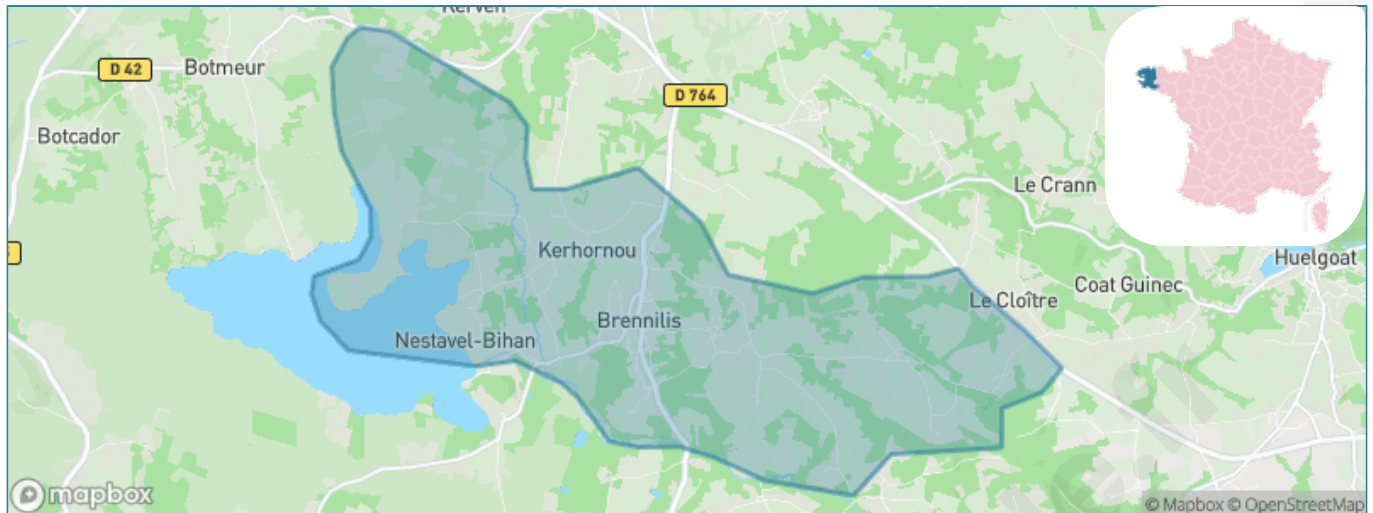 Kerven
D 42
Botmeur
D 764
Botcador
Le Crann
Kerhornou
Huelgoat
Coat Guinec
Le Cloître
Brennilis
Nestavel-Bihan
mapbox
© Mapbox © OpenStreetMap